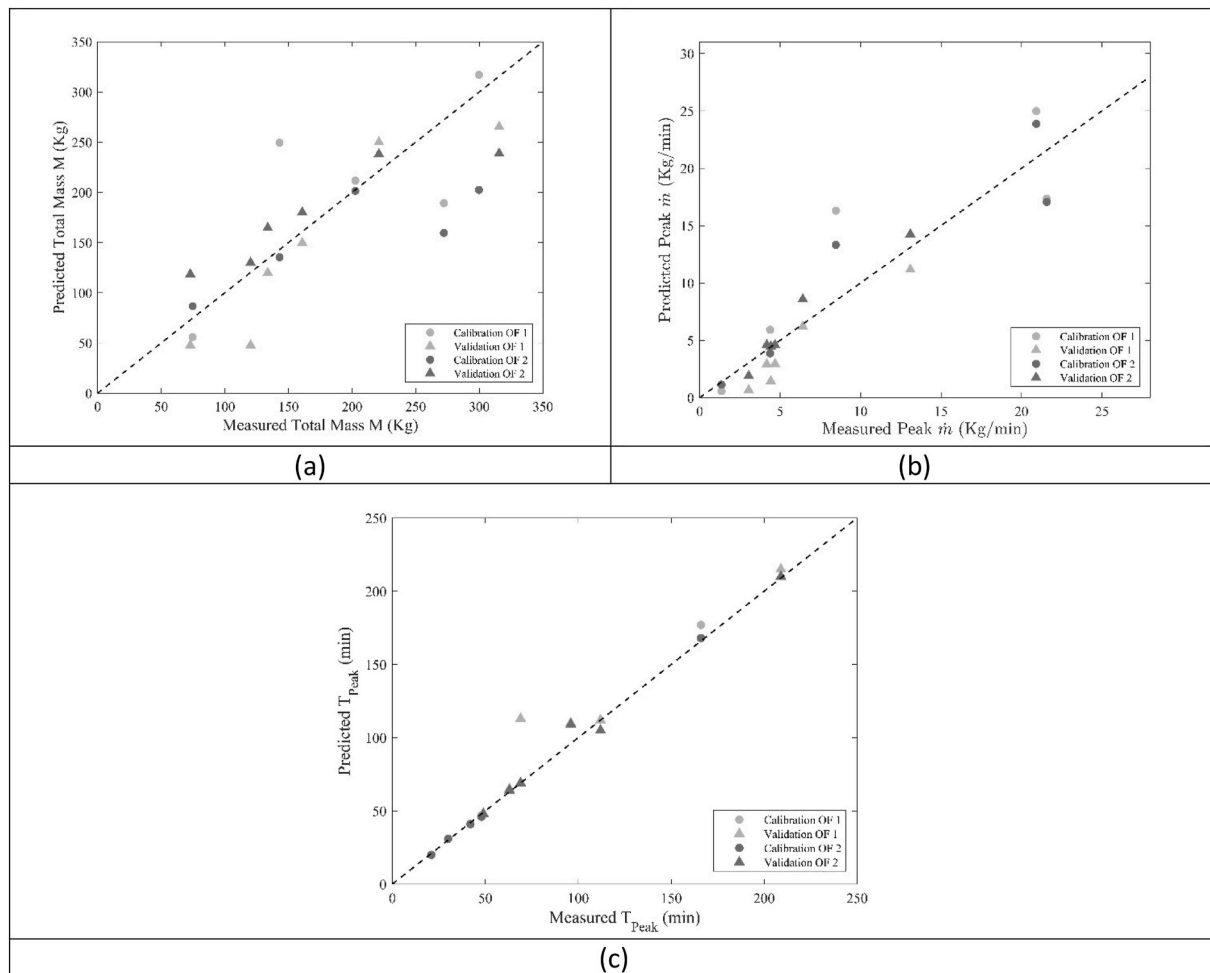 350
300
250
200
150
100
50
0
Predicted Total Mass M (Kg)
0 50 100 150 200 250 300 350
Measured Total Mass M (Kg)
Calibration OF 1
Validation OF 1
Calibration OF 2
Validation OF 2
(a)
30
25
20
15
10
5
0
Predicted Peak ṁ (Kg/min)
0 5 10 15 20 25
Measured Peak ṁ (Kg/min)
Calibration OF 1
Validation OF 1
Calibration OF 2
Validation OF 2
(b)
250
200
150
100
50
0
Predicted T_Peak (min)
0 50 100 150 200 250
Measured T_Peak (min)
Calibration OF 1
Validation OF 1
Calibration OF 2
Validation OF 2
(c)